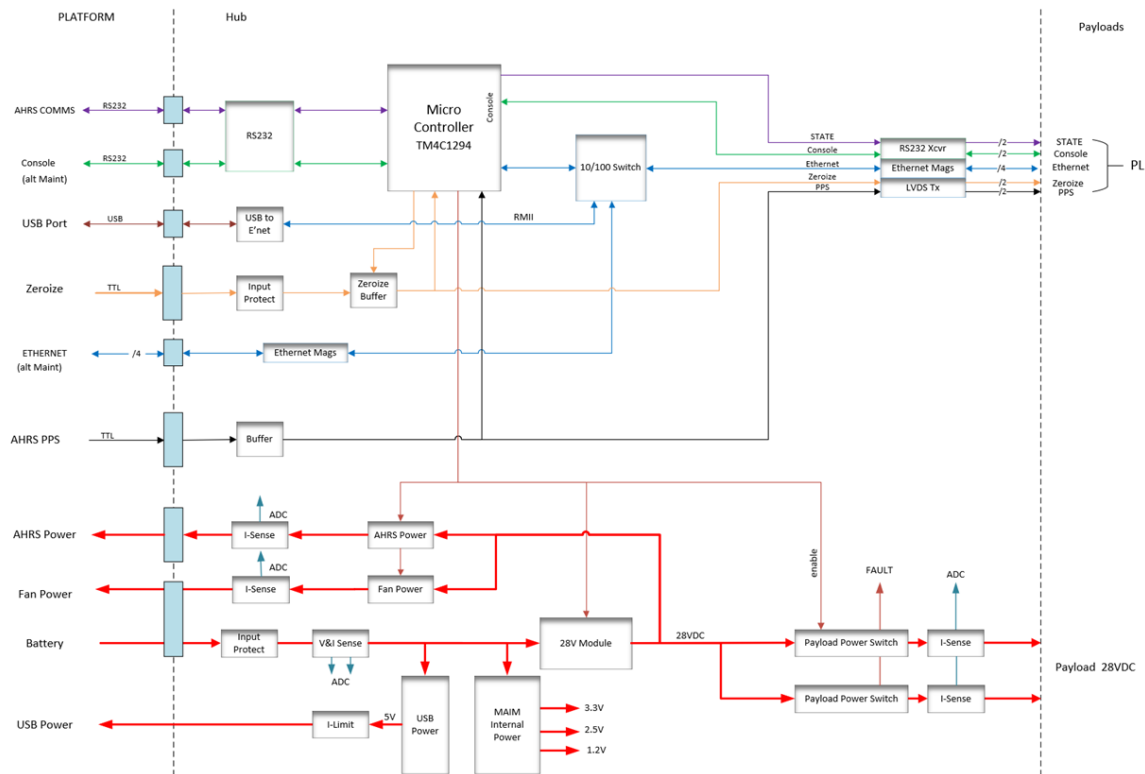 PLATFORM
Hub
Payloads
AHRS COMMS
RS232
RS232
Micro
Controller
TM4C1294
Console
Console
(alt Maint)
RS232
10/100 Switch
STATE
Console
Ethernet
Zeroize
PPS
RS232 Xcvr
Ethernet Mags
LVDS Tx
/2
/2
/4
/2
/2
STATE
Console
Ethernet
Zeroize
PPS
PL
USB Port
USB
USB to
E'net
RMII
Zeroize
TTL
Input
Protect
Zeroize
Buffer
ETHERNET
(alt Maint)
/4
Ethernet Mags
AHRS PPS
TTL
Buffer
AHRS Power
ADC
I-Sense
AHRS Power
Fan Power
ADC
I-Sense
Fan Power
enable
FAULT
ADC
Battery
Input
Protect
V&I Sense
ADC
28V Module
28VDC
Payload Power Switch
I-Sense
Payload 28VDC
Payload Power Switch
I-Sense
USB Power
I-Limit
5V
USB
Power
MAIM
Internal
Power
3.3V
2.5V
1.2V